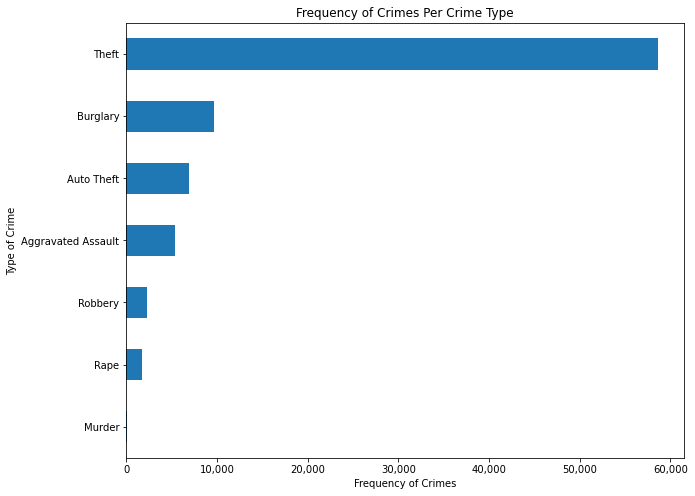 Frequency of Crimes Per Crime Type
Theft
Burglary
Auto Theft
Aggravated Assault
Robbery
Rape
Murder
Type of Crime
0 10,000 20,000 30,000 40,000 50,000 60,000
Frequency of Crimes